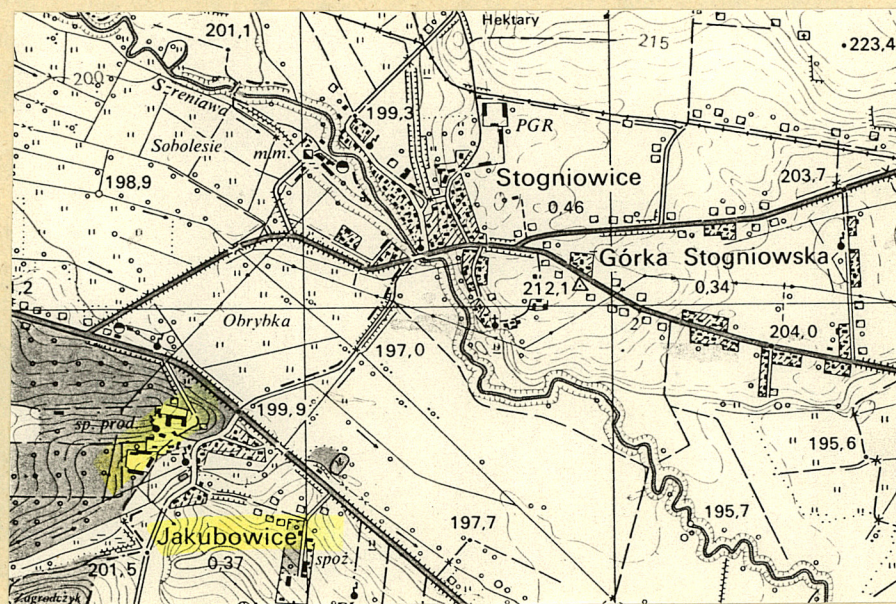 Hektary
201,1
215
223,4
200
Szreniawa
199,3
PGR
Sobolesie
m.m.
Stogniowice
0,46
198,9
203,7
Górka Stogniowska
0,34
212,1
1,2
Obrybka
2
204,0
197,0
199,9
sp. prod.
195,6
197,7
195,7
Jakubowice
0,37
spoż.
201,5
Zagrodczyk